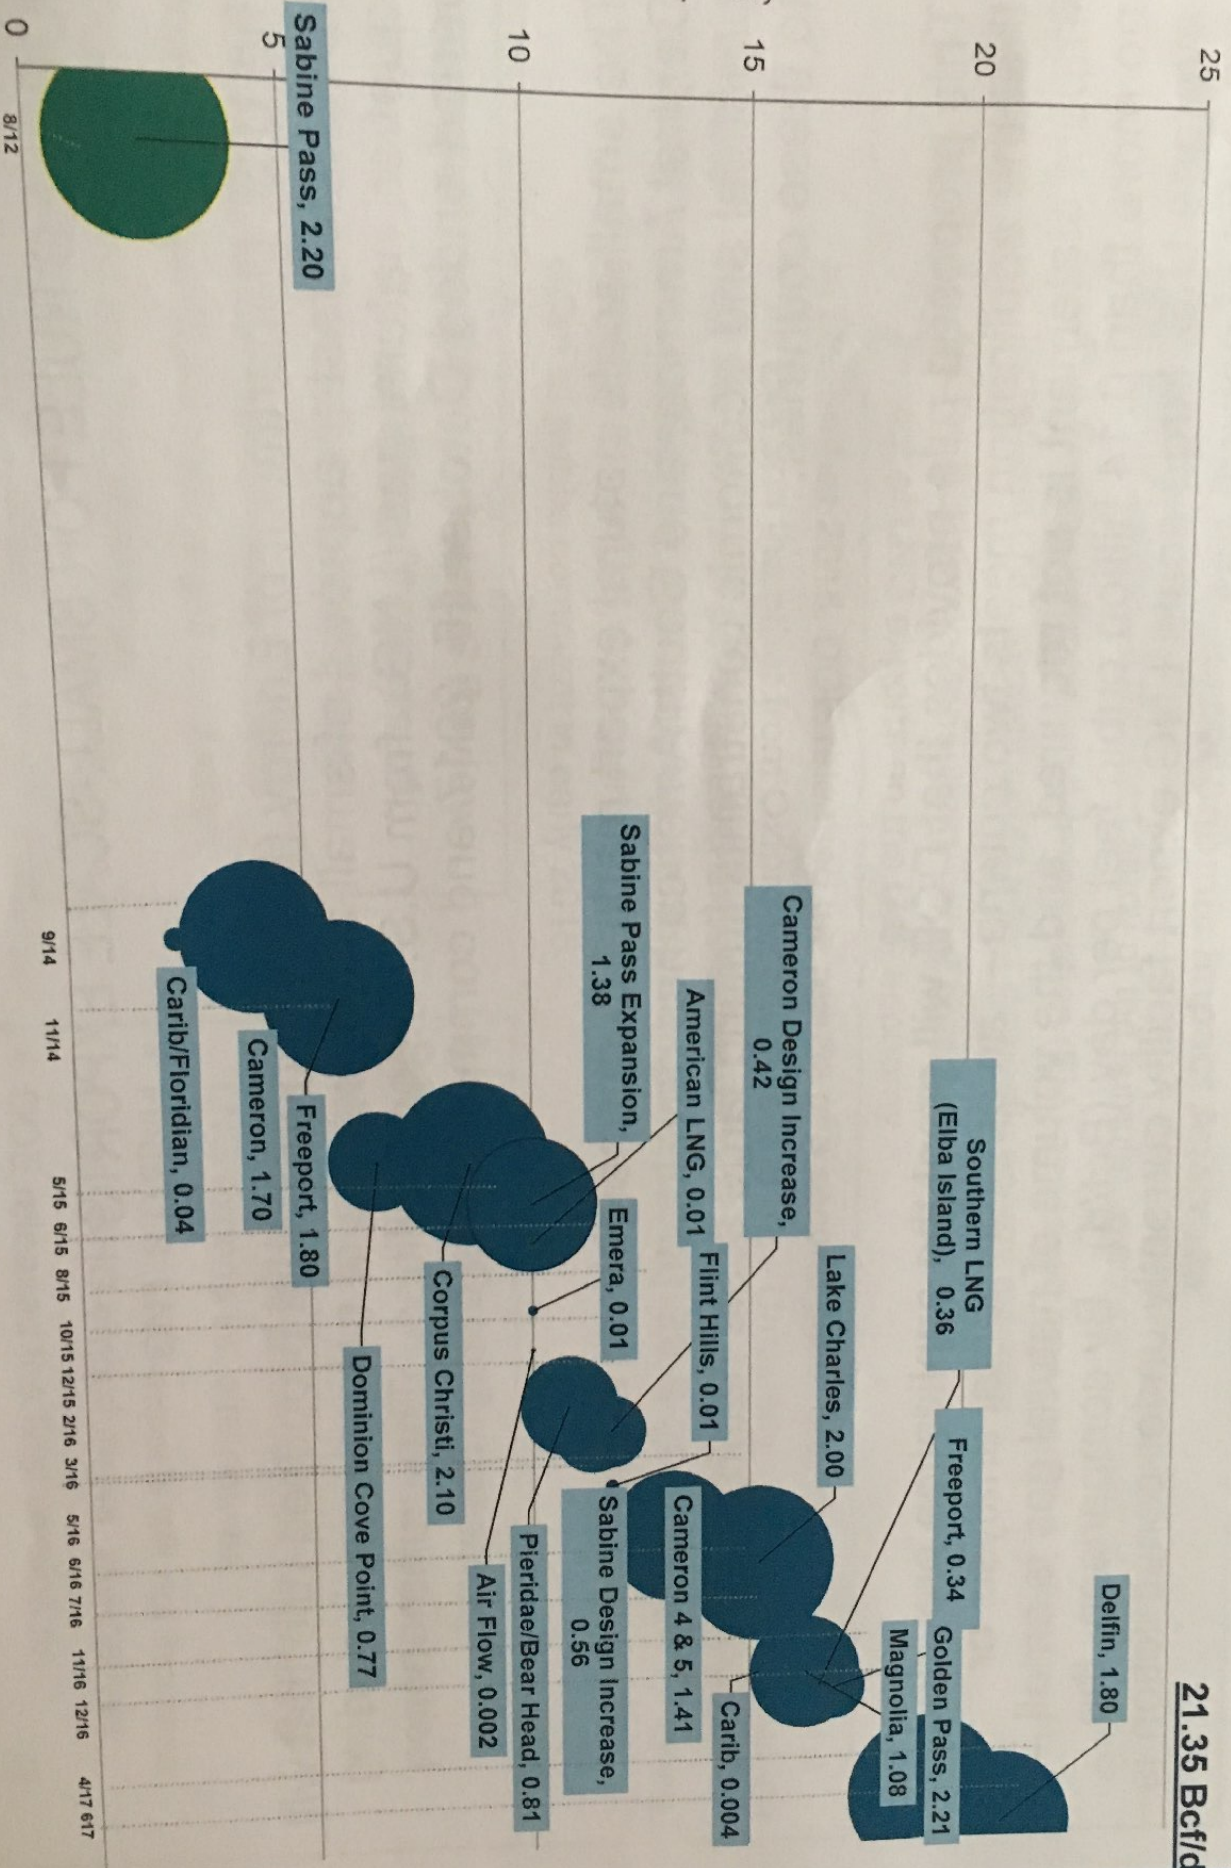 21.35 Bcf/d
25
20
15
10
5
0
Sabine Pass, 2.20
Delfin, 1.80
Southern LNG
(Elba Island), 0.36
Freeport, 0.34
Golden Pass, 2.21
Magnolia, 1.08
Lake Charles, 2.00
Cameron Design Increase,
0.42
American LNG, 0.01
Flint Hills, 0.01
Sabine Pass Expansion,
1.38
Emera, 0.01
Carib, 0.004
Cameron 4 & 5, 1.41
Sabine Design Increase,
0.56
Pieridae/Bear Head, 0.81
Air Flow, 0.002
Corpus Christi, 2.10
Dominion Cove Point, 0.77
Freeport, 1.80
Cameron, 1.70
Carib/Floridian, 0.04
8/12
9/14
11/14
5/15
6/15
8/15
10/15
12/15
2/16
3/16
5/16
6/16
7/16
11/16
12/16
4/17
617